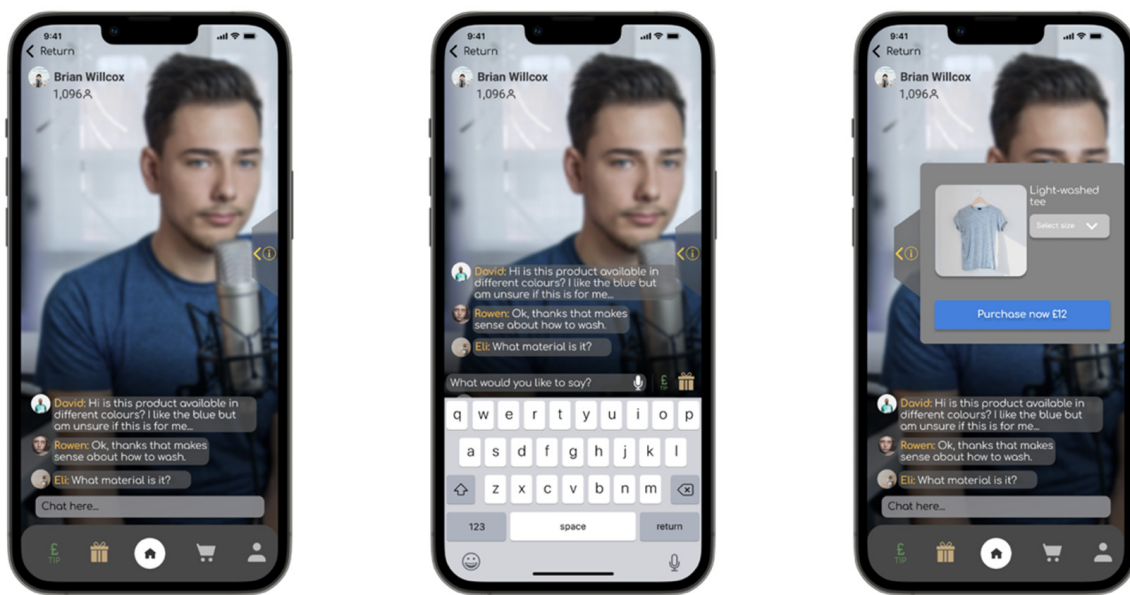 9:41
Return
Brian Willcox
1,096
David: Hi is this product available in
different colours? I like the blue but
am unsure if this is for me...
Rowen: Ok, thanks that makes
sense about how to wash.
Eli: What material is it?
Chat here...
£
TIP
9:41
Return
Brian Willcox
1,096
David: Hi is this product available in
different colours? I like the blue but
am unsure if this is for me...
Rowen: Ok, thanks that makes
sense about how to wash.
Eli: What material is it?
What would you like to say?
£
TIP
q w e r t y u i o p
a s d f g h j k l
z x c v b n m
123 space return
9:41
Return
Brian Willcox
1,096
Light-washed
tee
Select size
Purchase now £12
David: Hi is this product available in
different colours? I like the blue but
am unsure if this is for me...
Rowen: Ok, thanks that makes
sense about how to wash.
Eli: What material is it?
Chat here...
£
TIP